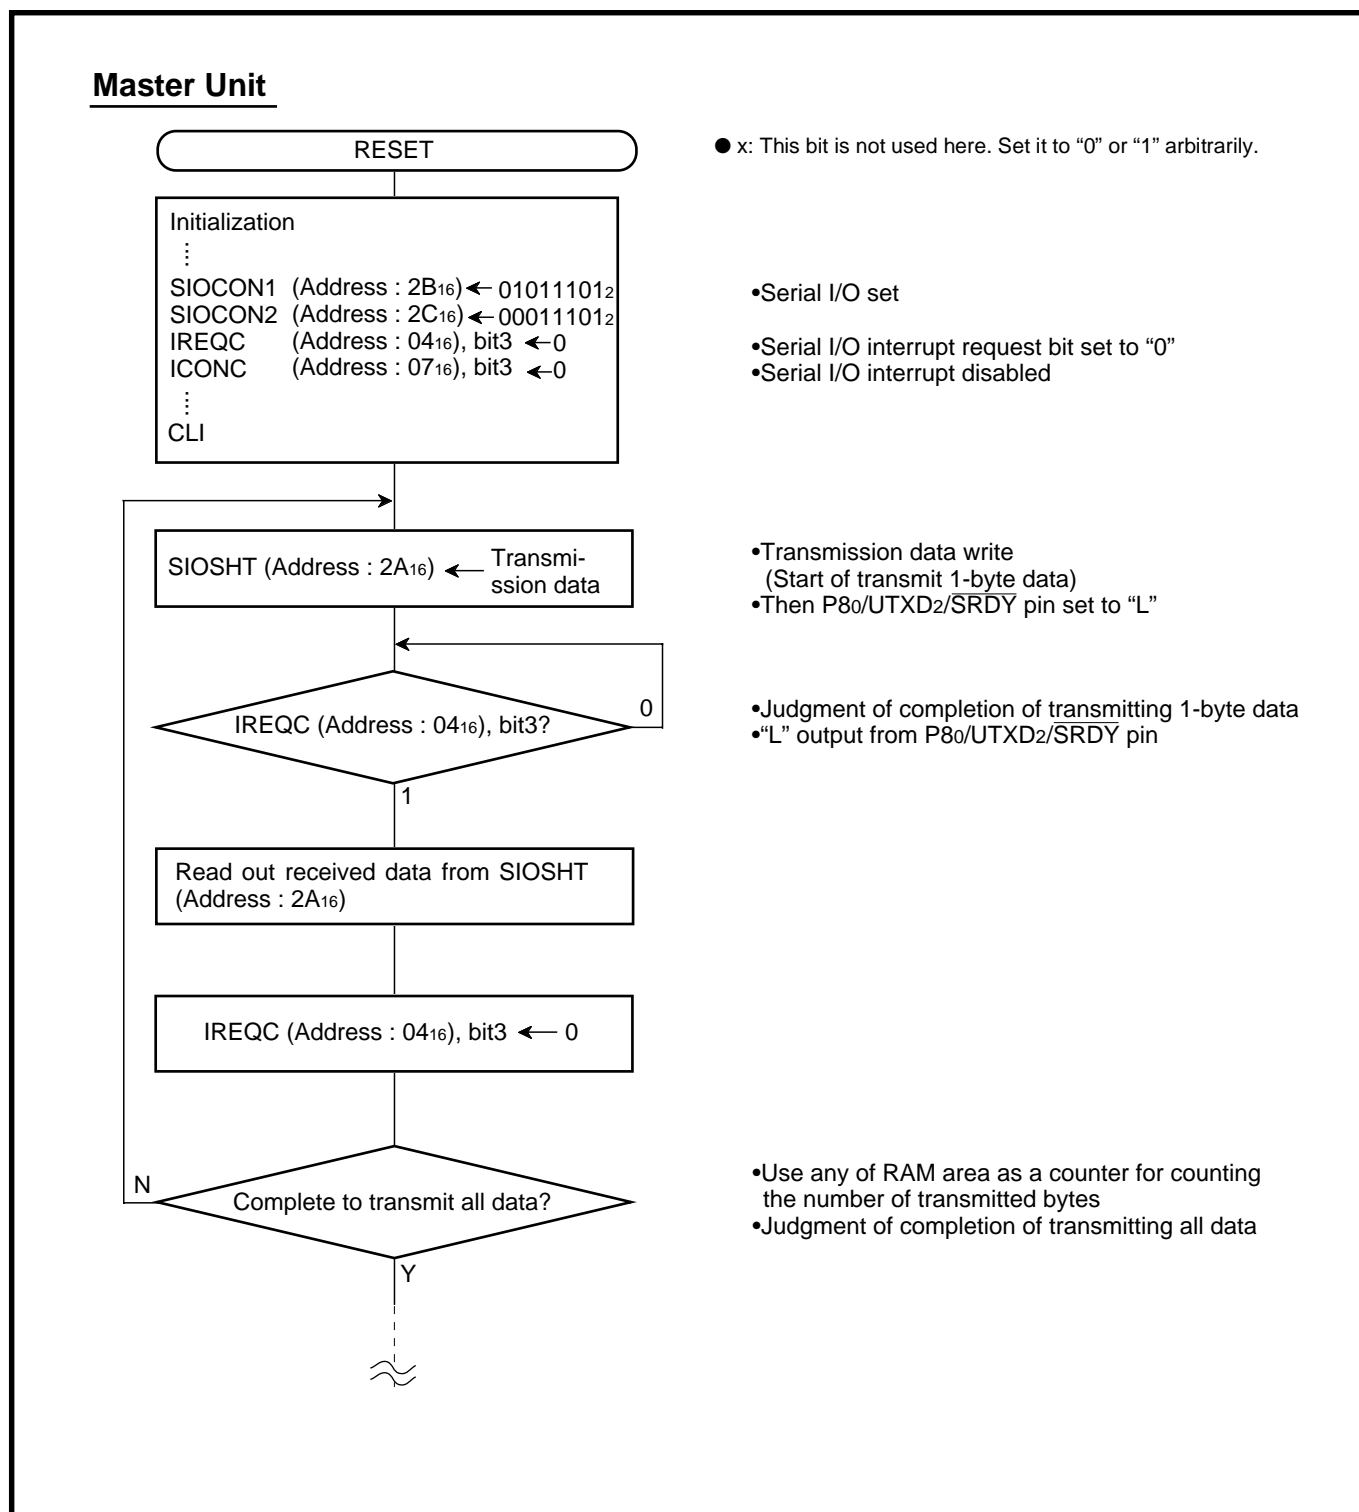 Master Unit
RESET
● x: This bit is not used here. Set it to “0” or “1” arbitrarily.
Initialization
SIOCON1 (Address : 2B16) ← 010111012
•Serial I/O set
SIOCON2 (Address : 2C16) ← 000111012
IREQC (Address : 0416), bit3 ← 0
•Serial I/O interrupt request bit set to “0”
ICONC (Address : 0716), bit3 ← 0
•Serial I/O interrupt disabled
CLI
SIOSHT (Address : 2A16) ← Transmi-
ssion data
•Transmission data write
(Start of transmit 1-byte data)
•Then P80/UTXD2/SRDY pin set to “L”
IREQC (Address : 0416), bit3?
0
1
•Judgment of completion of transmitting 1-byte data
•“L” output from P80/UTXD2/SRDY pin
Read out received data from SIOSHT
(Address : 2A16)
IREQC (Address : 0416), bit3 ← 0
N
Complete to transmit all data?
Y
•Use any of RAM area as a counter for counting
the number of transmitted bytes
•Judgment of completion of transmitting all data